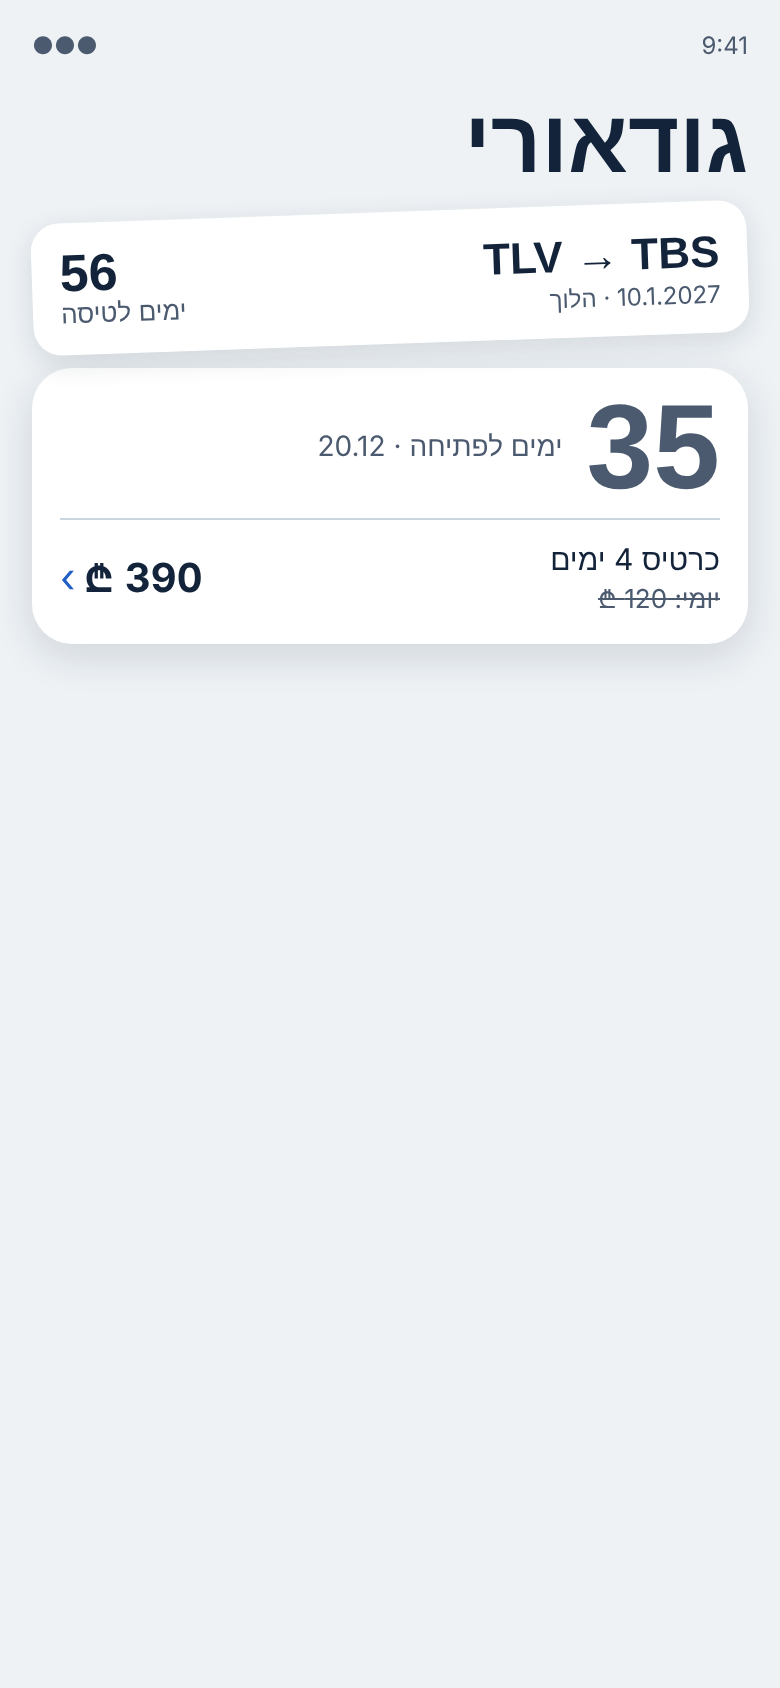 9:41
גודאורי
TLV → TBS
10.1.2027 · הלוך
56
ימים לטיסה
35
ימים לפתיחה · 20.12
כרטיס 4 ימים
יומי: 120 ₾
390 ₾ ‹